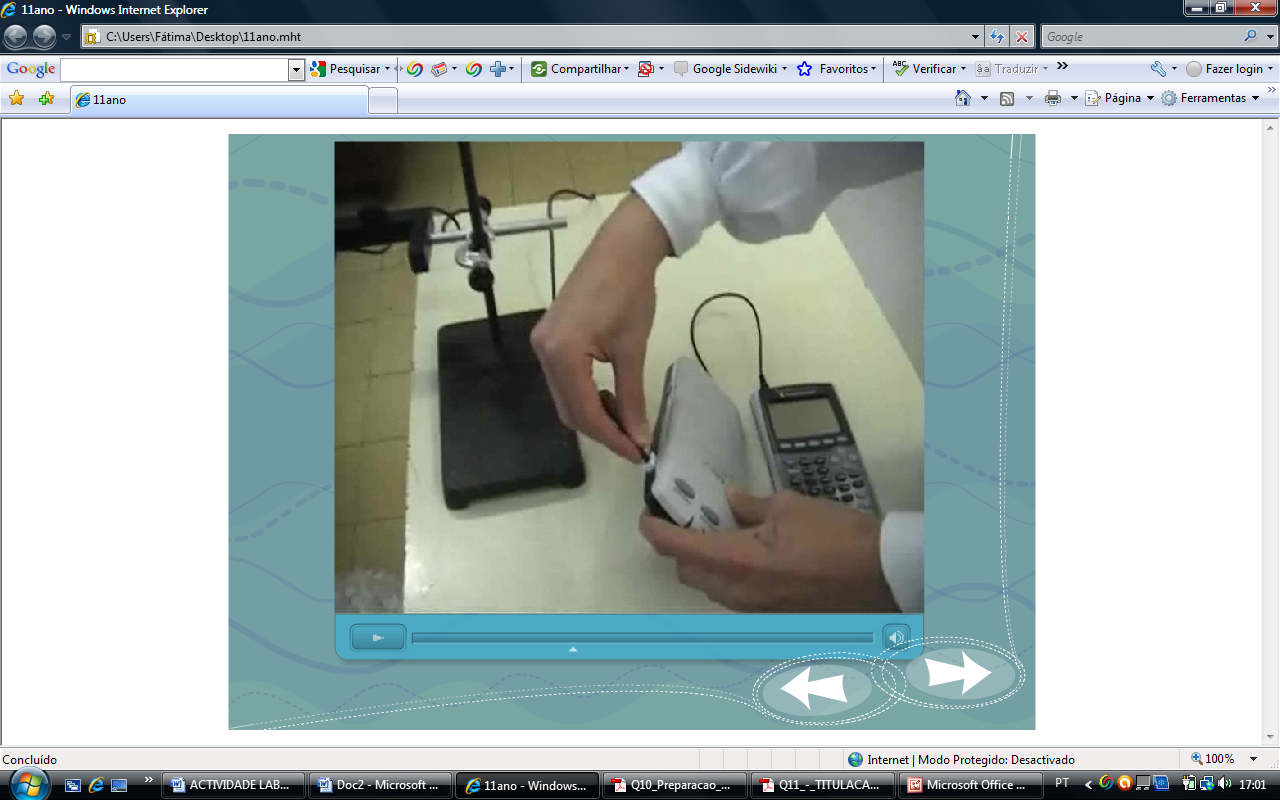 11ano - Windows Internet Explorer
C:\Users\Fátima\Desktop\11ano.mht
Google
Google
Pesquisar
Compartilhar
Google Sidewiki
Favoritos
ABC
Verificar
Traduzir
Fazer login
11ano
Página
Ferramentas
Concluído
Internet | Modo Protegido: Desactivado
100%
ACTIVIDADE LAB...
Doc2 - Microsoft ...
11ano - Windows...
Q10_Preparacao_...
Q11_-_TITULACA...
Microsoft Office ...
PT
17:01